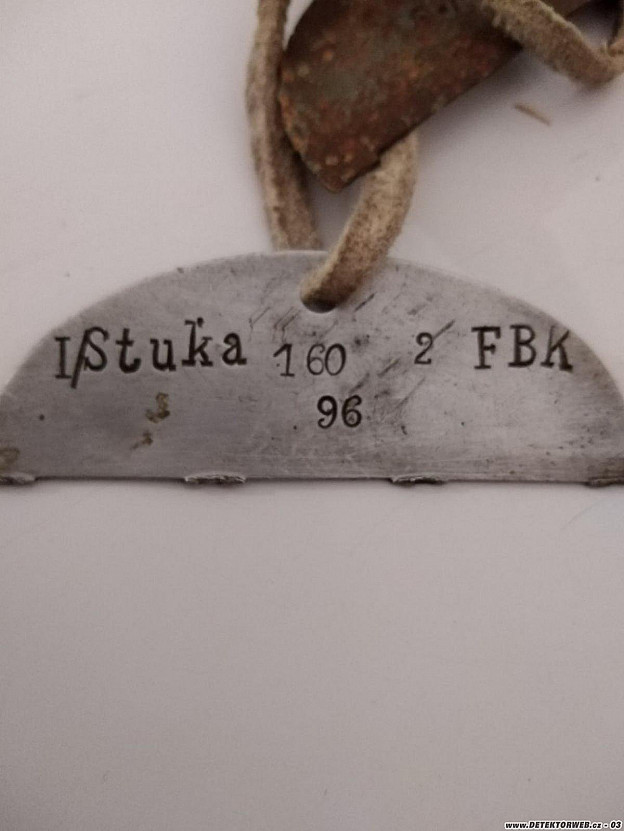 I/Stuka 160 2 FBK
96
www.DETEKTORWEB.cz - 03